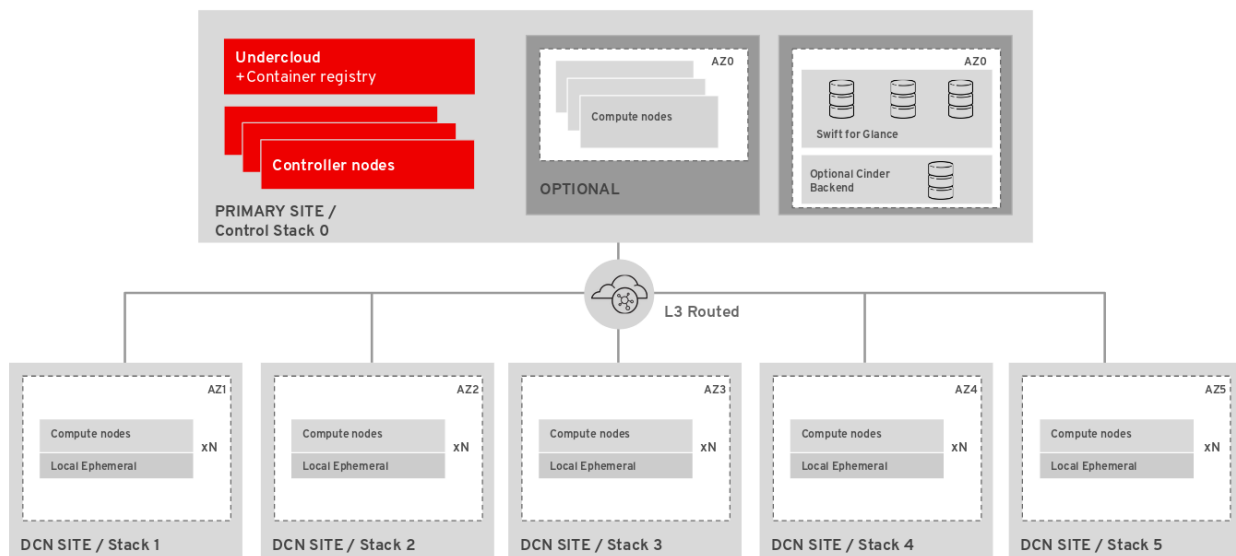 Undercloud
+Container registry
Controller nodes
PRIMARY SITE /
Control Stack 0
AZ0
Compute nodes
OPTIONAL
AZ0
Swift for Glance
Optional Cinder
Backend
L3 Routed
AZ1
Compute nodes
Local Ephemeral
xN
DCN SITE / Stack 1
AZ2
Compute nodes
Local Ephemeral
xN
DCN SITE / Stack 2
AZ3
Compute nodes
Local Ephemeral
xN
DCN SITE / Stack 3
AZ4
Compute nodes
Local Ephemeral
xN
DCN SITE / Stack 4
AZ5
Compute nodes
Local Ephemeral
xN
DCN SITE / Stack 5